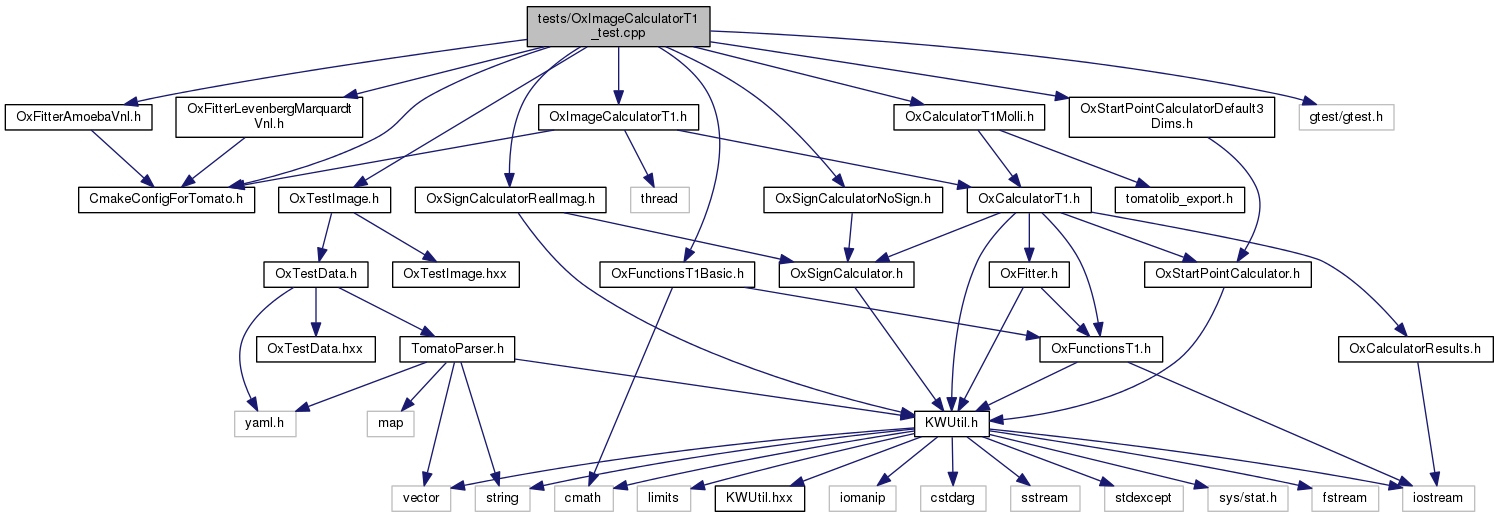 tests/OxImageCalculatorT1
_test.cpp
OxFitterAmoebaVnl.h
OxFitterLevenbergMarquardt
Vnl.h
OxImageCalculatorT1.h
OxCalculatorT1Molli.h
OxStartPointCalculatorDefault3
Dims.h
gtest/gtest.h
CmakeConfigForTomato.h
OxTestImage.h
OxSignCalculatorRealImag.h
thread
OxSignCalculatorNoSign.h
OxCalculatorT1.h
tomatolib_export.h
OxTestData.h
OxTestImage.hxx
OxFunctionsT1Basic.h
OxSignCalculator.h
OxFitter.h
OxStartPointCalculator.h
OxTestData.hxx
TomatoParser.h
OxFunctionsT1.h
OxCalculatorResults.h
yaml.h
map
KWUtil.h
vector
string
cmath
limits
KWUtil.hxx
iomanip
cstdarg
sstream
stdexcept
sys/stat.h
fstream
iostream